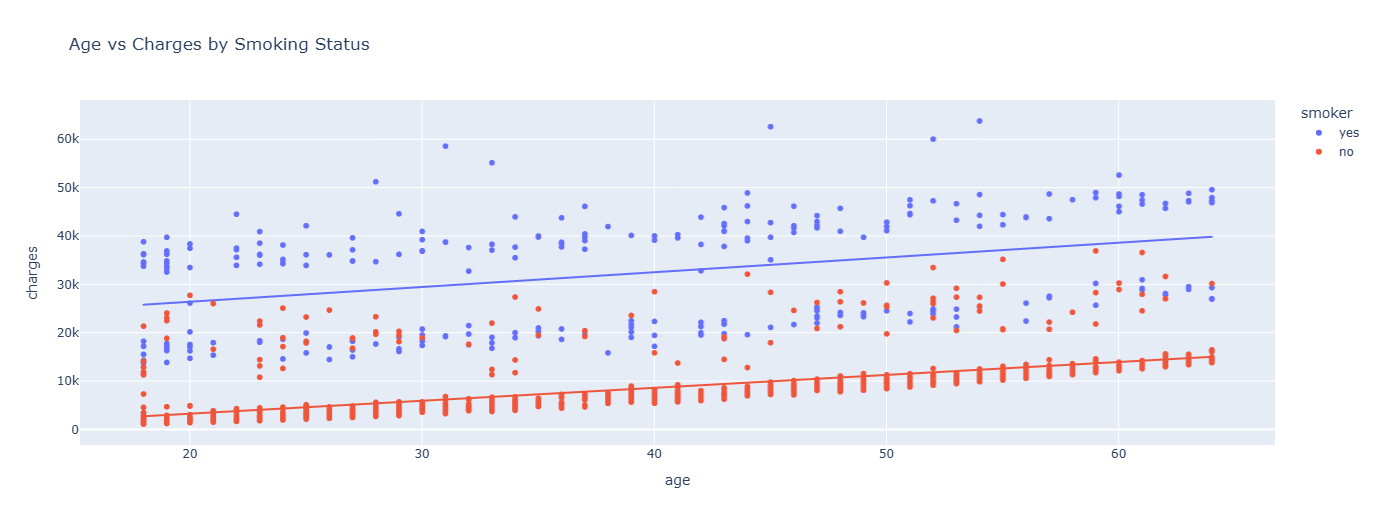 Age vs Charges by Smoking Status
smoker
yes
no
charges
60k
50k
40k
30k
20k
10k
0
20 30 40 50 60
age